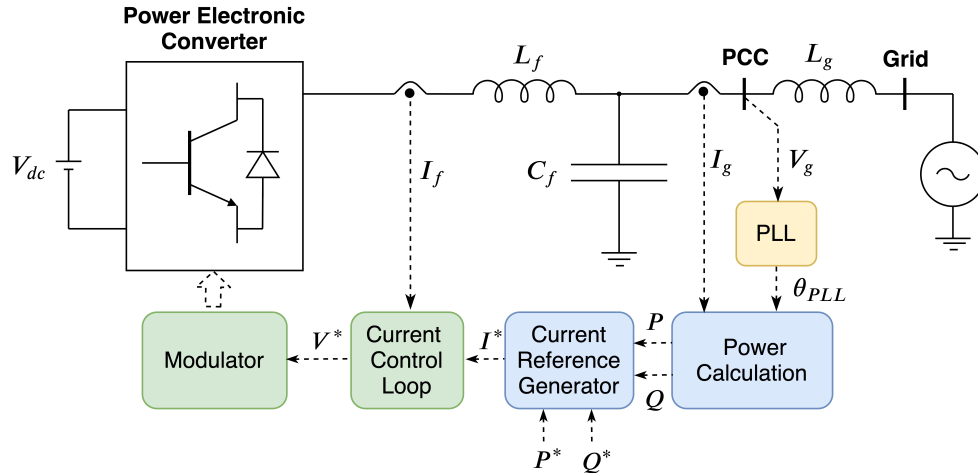 Power Electronic
Converter
L_f
PCC
L_g
Grid
V_dc
I_f
C_f
I_g
V_g
PLL
θ_PLL
Modulator
V*
Current
Control
Loop
I*
Current
Reference
Generator
P
Q
Power
Calculation
P*
Q*